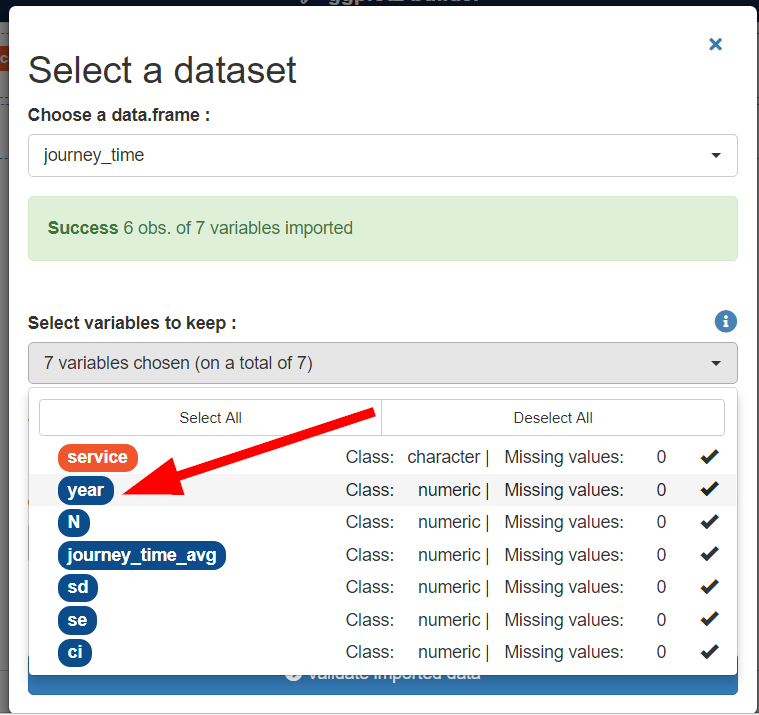 Select a dataset
Choose a data.frame :
journey_time
Success 6 obs. of 7 variables imported
Select variables to keep :
7 variables chosen (on a total of 7)
Select All Deselect All
service Class: character | Missing values: 0
year Class: numeric | Missing values: 0
N Class: numeric | Missing values: 0
journey_time_avg Class: numeric | Missing values: 0
sd Class: numeric | Missing values: 0
se Class: numeric | Missing values: 0
ci Class: numeric | Missing values: 0
Validate imported data